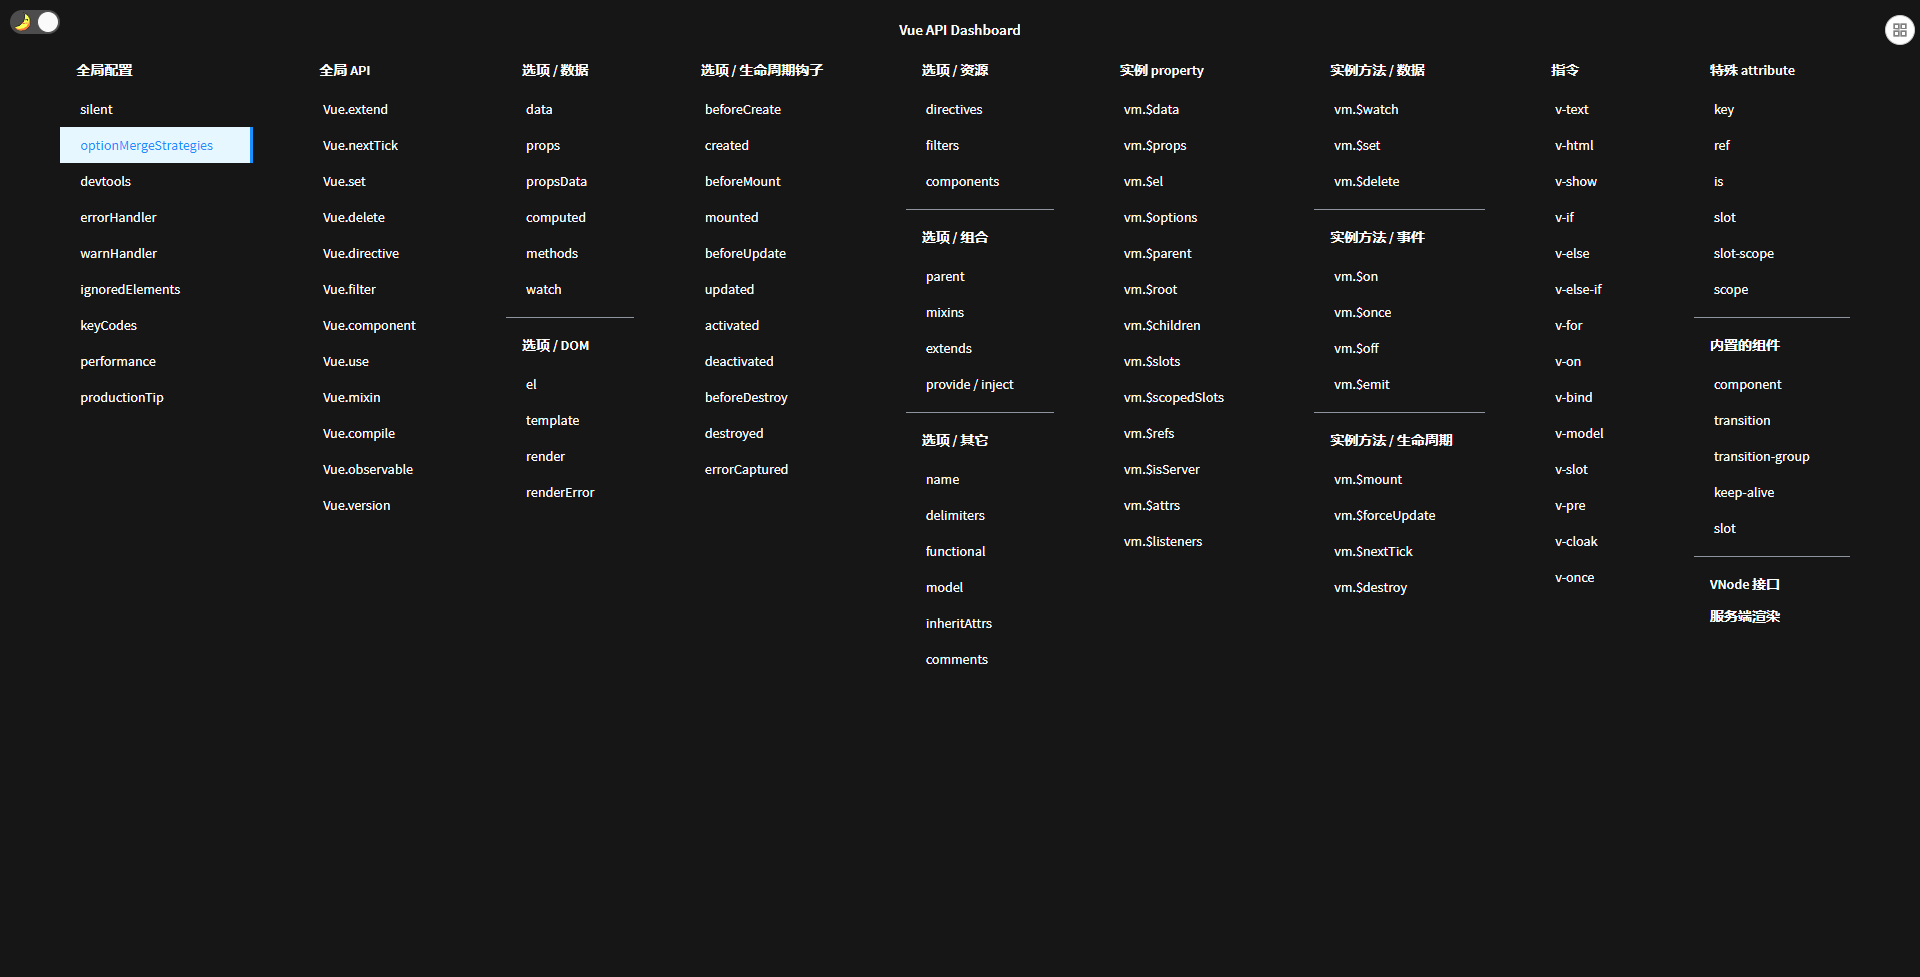 Vue API Dashboard
全局配置
silent
optionMergeStrategies
devtools
errorHandler
warnHandler
ignoredElements
keyCodes
performance
productionTip
全局 API
Vue.extend
Vue.nextTick
Vue.set
Vue.delete
Vue.directive
Vue.filter
Vue.component
Vue.use
Vue.mixin
Vue.compile
Vue.observable
Vue.version
选项 / 数据
data
props
propsData
computed
methods
watch
选项 / DOM
el
template
render
renderError
选项 / 生命周期钩子
beforeCreate
created
beforeMount
mounted
beforeUpdate
updated
activated
deactivated
beforeDestroy
destroyed
errorCaptured
选项 / 资源
directives
filters
components
选项 / 组合
parent
mixins
extends
provide / inject
选项 / 其它
name
delimiters
functional
model
inheritAttrs
comments
实例 property
vm.$data
vm.$props
vm.$el
vm.$options
vm.$parent
vm.$root
vm.$children
vm.$slots
vm.$scopedSlots
vm.$refs
vm.$isServer
vm.$attrs
vm.$listeners
实例方法 / 数据
vm.$watch
vm.$set
vm.$delete
实例方法 / 事件
vm.$on
vm.$once
vm.$off
vm.$emit
实例方法 / 生命周期
vm.$mount
vm.$forceUpdate
vm.$nextTick
vm.$destroy
指令
v-text
v-html
v-show
v-if
v-else
v-else-if
v-for
v-on
v-bind
v-model
v-slot
v-pre
v-cloak
v-once
特殊 attribute
key
ref
is
slot
slot-scope
scope
内置的组件
component
transition
transition-group
keep-alive
slot
VNode 接口
服务端渲染